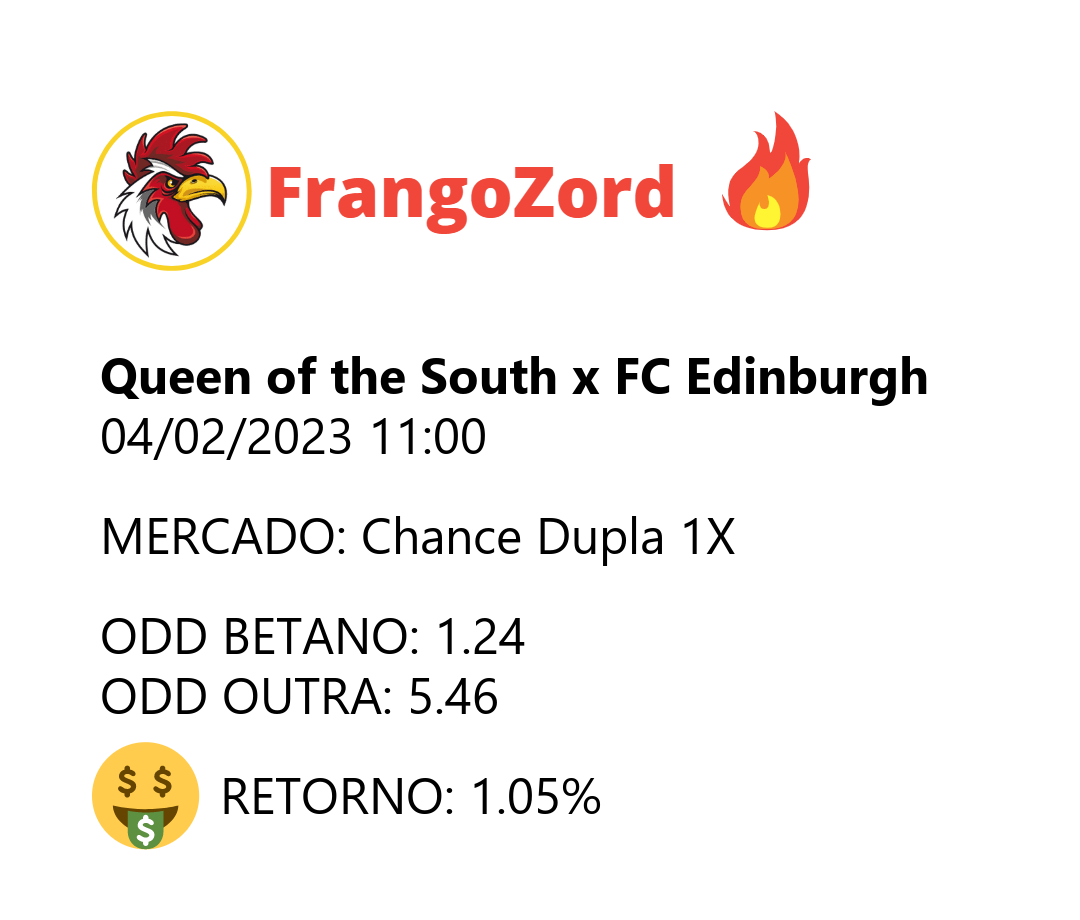 FrangoZord
Queen of the South x FC Edinburgh
04/02/2023 11:00
MERCADO: Chance Dupla 1X
ODD BETANO: 1.24
ODD OUTRA: 5.46
RETORNO: 1.05%